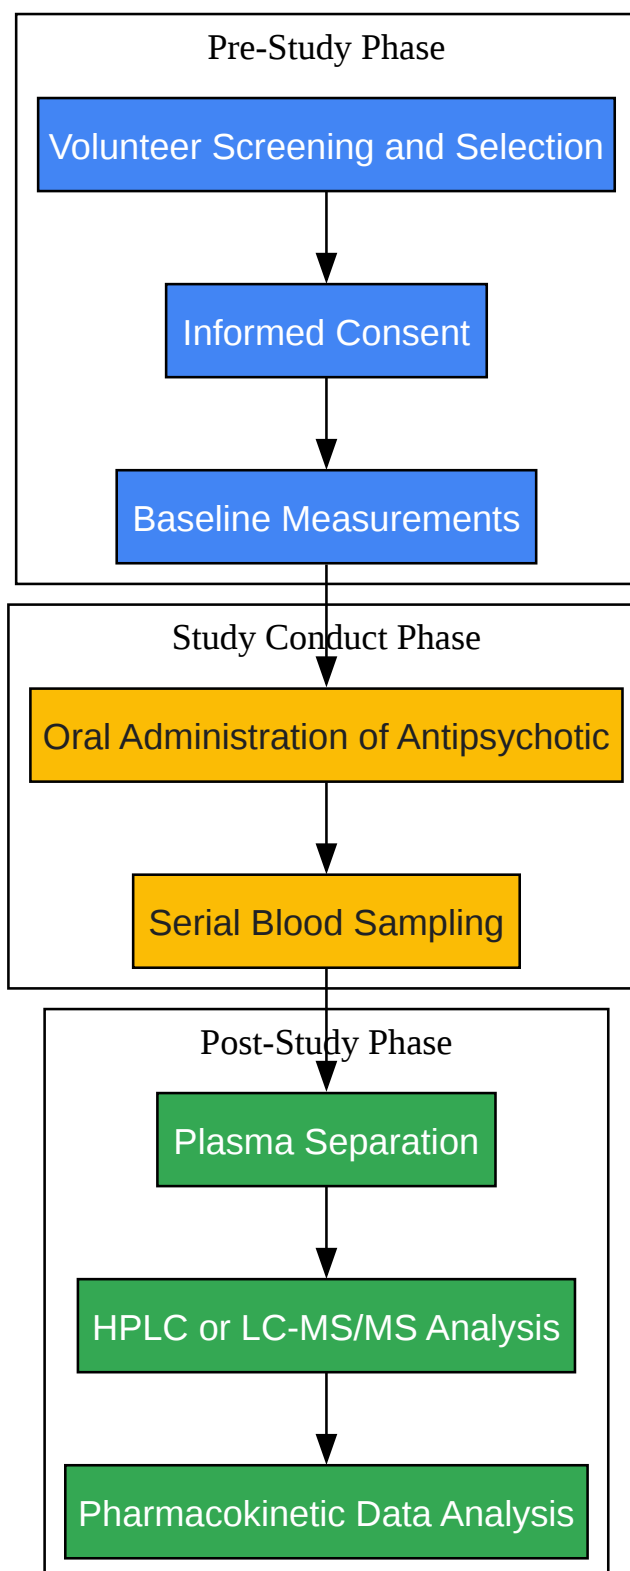 Pre-Study Phase
Volunteer Screening and Selection
Informed Consent
Baseline Measurements
Study Conduct Phase
Oral Administration of Antipsychotic
Serial Blood Sampling
Post-Study Phase
Plasma Separation
HPLC or LC-MS/MS Analysis
Pharmacokinetic Data Analysis